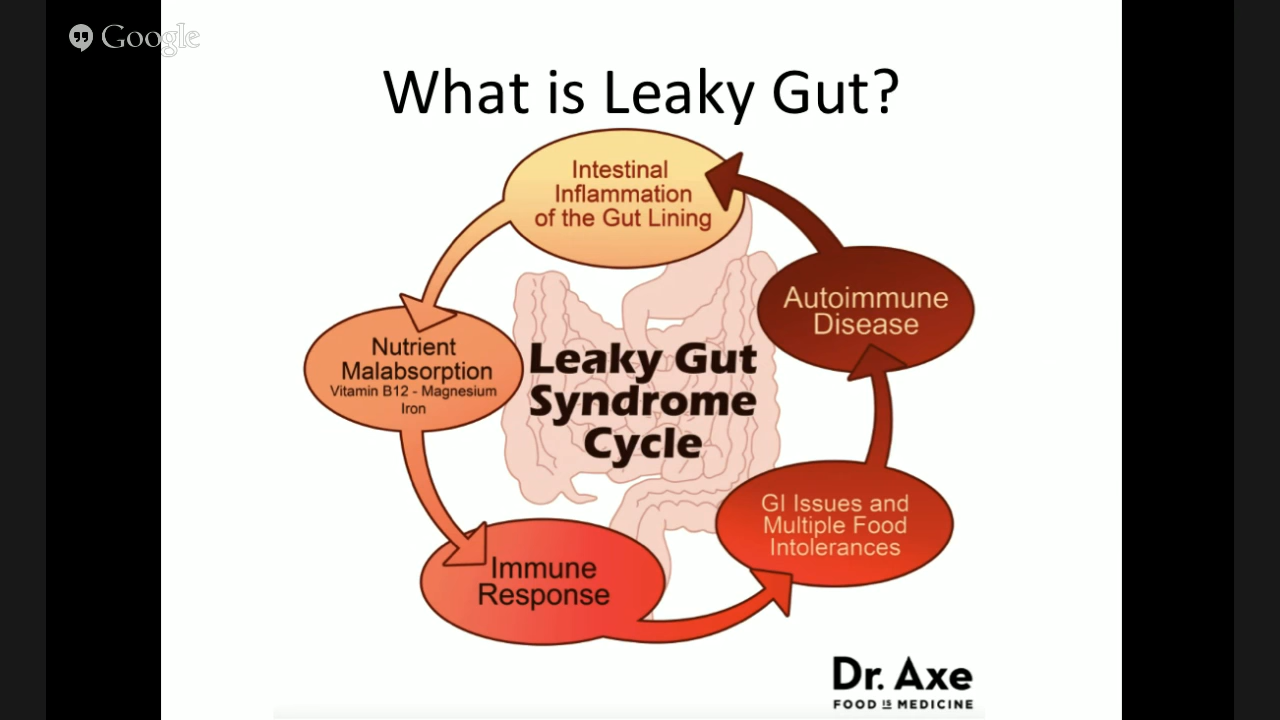 Google
What is Leaky Gut?
Intestinal
Inflammation
of the Gut Lining
Nutrient
Malabsorption
Vitamin B12 - Magnesium
Iron
Immune
Response
GI Issues and
Multiple Food
Intolerances
Autoimmune
Disease
Leaky Gut
Syndrome
Cycle
Dr. Axe
FOOD IS MEDICINE